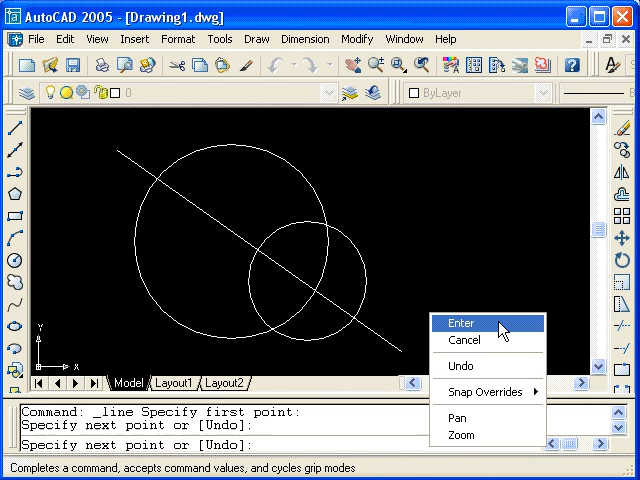 AutoCAD 2005 - [Drawing1.dwg]
File Edit View Insert Format Tools Draw Dimension Modify Window Help
0
ByLayer
Y
X
Enter
Cancel
Undo
Snap Overrides
Pan
Zoom
Model Layout1 Layout2
Command: _line Specify first point:
Specify next point or [Undo]:
Specify next point or [Undo]:
Completes a command, accepts command values, and cycles grip modes